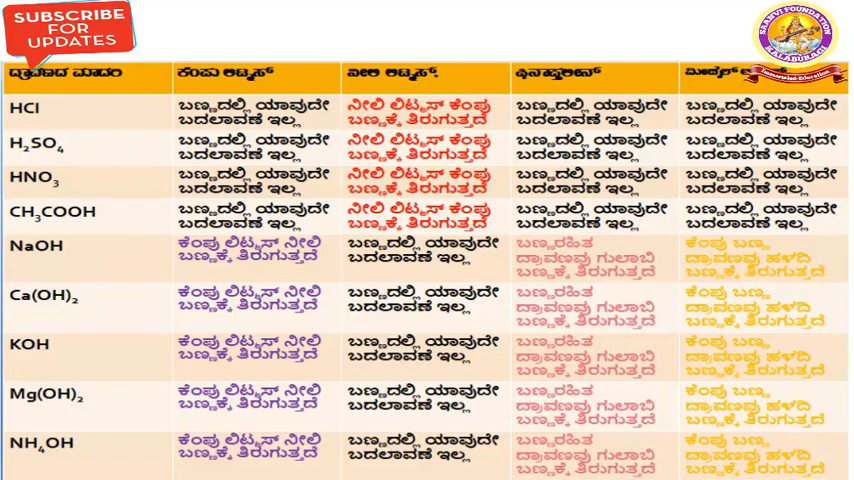 SUBSCRIBE
FOR
UPDATES
SAANVI FOUNDATION
KALABURAGI
ದ್ರಾವಣದ ಮಾದರಿ ಕೆಂಪು ಲಿಟ್ಮಸ್ ನೀಲಿ ಲಿಟ್ಮಸ್
HCl ಬಣ್ಣದಲ್ಲಿ ಯಾವುದೇ ನೀಲಿ ಲಿಟ್ಮಸ್ ಕೆಂಪು ಬಣ್ಣದಲ್ಲಿ ಯಾವುದೇ ಬಣ್ಣದಲ್ಲಿ ಯಾವುದೇ
ಬದಲಾವಣೆ ಇಲ್ಲ ಬಣ್ಣಕ್ಕೆ ತಿರುಗುತ್ತದೆ ಬದಲಾವಣೆ ಇಲ್ಲ ಬದಲಾವಣೆ ಇಲ್ಲ
H₂SO₄ ಬಣ್ಣದಲ್ಲಿ ಯಾವುದೇ ನೀಲಿ ಲಿಟ್ಮಸ್ ಕೆಂಪು ಬಣ್ಣದಲ್ಲಿ ಯಾವುದೇ ಬಣ್ಣದಲ್ಲಿ ಯಾವುದೇ
ಬದಲಾವಣೆ ಇಲ್ಲ ಬಣ್ಣಕ್ಕೆ ತಿರುಗುತ್ತದೆ ಬದಲಾವಣೆ ಇಲ್ಲ ಬದಲಾವಣೆ ಇಲ್ಲ
HNO₃ ಬಣ್ಣದಲ್ಲಿ ಯಾವುದೇ ನೀಲಿ ಲಿಟ್ಮಸ್ ಕೆಂಪು ಬಣ್ಣದಲ್ಲಿ ಯಾವುದೇ ಬಣ್ಣದಲ್ಲಿ ಯಾವುದೇ
ಬದಲಾವಣೆ ಇಲ್ಲ ಬಣ್ಣಕ್ಕೆ ತಿರುಗುತ್ತದೆ ಬದಲಾವಣೆ ಇಲ್ಲ ಬದಲಾವಣೆ ಇಲ್ಲ
CH₃COOH ಬಣ್ಣದಲ್ಲಿ ಯಾವುದೇ ನೀಲಿ ಲಿಟ್ಮಸ್ ಕೆಂಪು ಬಣ್ಣದಲ್ಲಿ ಯಾವುದೇ ಬಣ್ಣದಲ್ಲಿ ಯಾವುದೇ
ಬದಲಾವಣೆ ಇಲ್ಲ ಬಣ್ಣಕ್ಕೆ ತಿರುಗುತ್ತದೆ ಬದಲಾವಣೆ ಇಲ್ಲ ಬದಲಾವಣೆ ಇಲ್ಲ
NaOH ಕೆಂಪು ಲಿಟ್ಮಸ್ ನೀಲಿ ಬಣ್ಣದಲ್ಲಿ ಯಾವುದೇ ಬಣ್ಣರಹಿತ ಕೆಂಪು ಬಣ್ಣ
ಬಣ್ಣಕ್ಕೆ ತಿರುಗುತ್ತದೆ ಬದಲಾವಣೆ ಇಲ್ಲ ದ್ರಾವಣವು ಗುಲಾಬಿ ದ್ರಾವಣವು ಹಳದಿ
ಬಣ್ಣಕ್ಕೆ ತಿರುಗುತ್ತದೆ ಬಣ್ಣಕ್ಕೆ ತಿರುಗುತ್ತದೆ
Ca(OH)₂ ಕೆಂಪು ಲಿಟ್ಮಸ್ ನೀಲಿ ಬಣ್ಣದಲ್ಲಿ ಯಾವುದೇ ಬಣ್ಣರಹಿತ ಕೆಂಪು ಬಣ್ಣ
ಬಣ್ಣಕ್ಕೆ ತಿರುಗುತ್ತದೆ ಬದಲಾವಣೆ ಇಲ್ಲ ದ್ರಾವಣವು ಗುಲಾಬಿ ದ್ರಾವಣವು ಹಳದಿ
ಬಣ್ಣಕ್ಕೆ ತಿರುಗುತ್ತದೆ ಬಣ್ಣಕ್ಕೆ ತಿರುಗುತ್ತದೆ
KOH ಕೆಂಪು ಲಿಟ್ಮಸ್ ನೀಲಿ ಬಣ್ಣದಲ್ಲಿ ಯಾವುದೇ ಬಣ್ಣರಹಿತ ಕೆಂಪು ಬಣ್ಣ
ಬಣ್ಣಕ್ಕೆ ತಿರುಗುತ್ತದೆ ಬದಲಾವಣೆ ಇಲ್ಲ ದ್ರಾವಣವು ಗುಲಾಬಿ ದ್ರಾವಣವು ಹಳದಿ
ಬಣ್ಣಕ್ಕೆ ತಿರುಗುತ್ತದೆ ಬಣ್ಣಕ್ಕೆ ತಿರುಗುತ್ತದೆ
Mg(OH)₂ ಕೆಂಪು ಲಿಟ್ಮಸ್ ನೀಲಿ ಬಣ್ಣದಲ್ಲಿ ಯಾವುದೇ ಬಣ್ಣರಹಿತ ಕೆಂಪು ಬಣ್ಣ
ಬಣ್ಣಕ್ಕೆ ತಿರುಗುತ್ತದೆ ಬದಲಾವಣೆ ಇಲ್ಲ ದ್ರಾವಣವು ಗುಲಾಬಿ ದ್ರಾವಣವು ಹಳದಿ
ಬಣ್ಣಕ್ಕೆ ತಿರುಗುತ್ತದೆ ಬಣ್ಣಕ್ಕೆ ತಿರುಗುತ್ತದೆ
NH₄OH ಕೆಂಪು ಲಿಟ್ಮಸ್ ನೀಲಿ ಬಣ್ಣದಲ್ಲಿ ಯಾವುದೇ ಬಣ್ಣರಹಿತ ಕೆಂಪು ಬಣ್ಣ
ಬಣ್ಣಕ್ಕೆ ತಿರುಗುತ್ತದೆ ಬದಲಾವಣೆ ಇಲ್ಲ ದ್ರಾವಣವು ಗುಲಾಬಿ ದ್ರಾವಣವು ಹಳದಿ
ಬಣ್ಣಕ್ಕೆ ತಿರುಗುತ್ತದೆ ಬಣ್ಣಕ್ಕೆ ತಿರುಗುತ್ತದೆ